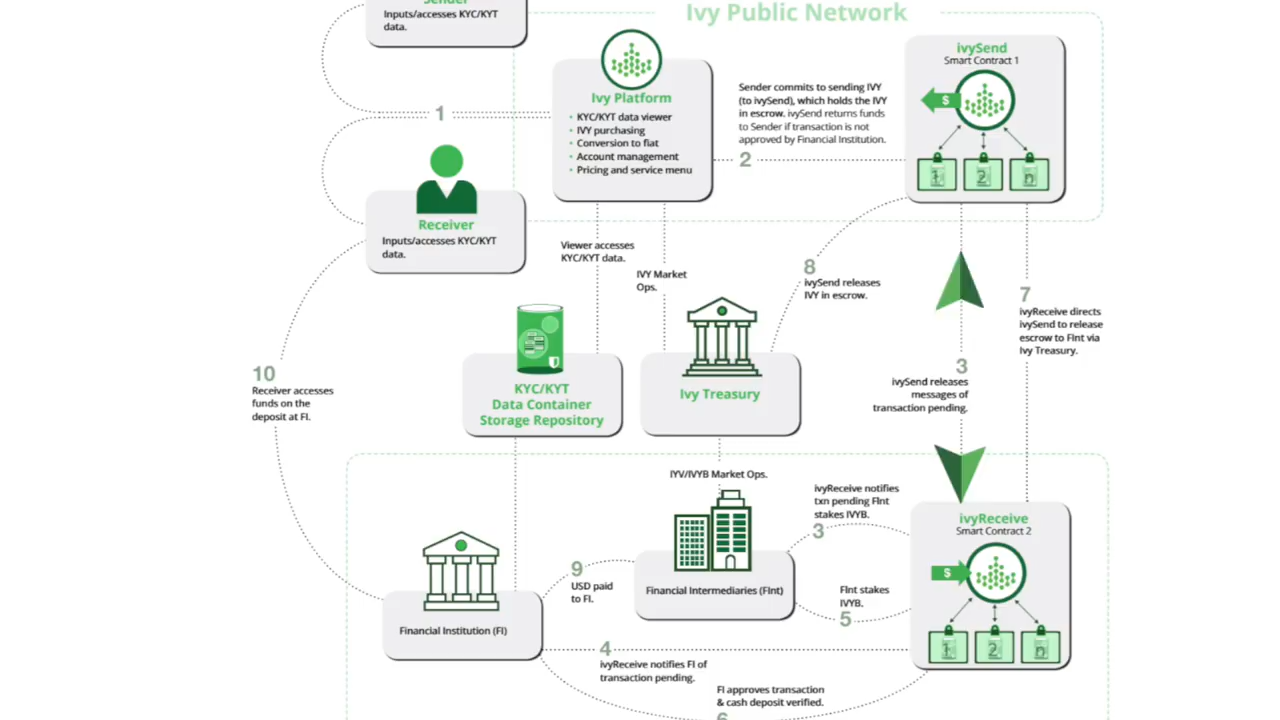 Sender
Inputs/accesses KYC/KYT
data.
Ivy Public Network
Ivy Platform
• KYC/KYT data viewer
• IVY purchasing
• Conversion to fiat
• Account management
• Pricing and service menu
1
Sender commits to sending IVY
(to ivySend), which holds the IVY
in escrow. ivySend returns funds
to Sender if transaction is not
approved by Financial Institution.
2
ivySend
Smart Contract 1
$
1 2 n
Receiver
Inputs/accesses KYC/KYT
data.
Viewer accesses
KYC/KYT data.
IVY Market
Ops.
8
ivySend releases
IVY in escrow.
7
ivyReceive directs
ivySend to release
escrow to FInt via
Ivy Treasury.
3
ivySend releases
messages of
transaction pending.
10
Receiver accesses
funds on the
deposit at FI.
KYC/KYT
Data Container
Storage Repository
Ivy Treasury
IYV/IVYB Market Ops.
ivyReceive notifies
txn pending FInt
stakes IVYB.
3
ivyReceive
Smart Contract 2
$
1 2 n
Financial Intermediaries (FInt)
9
USD paid
to FI.
FInt stakes
IVYB.
5
Financial Institution (FI)
4
ivyReceive notifies FI of
transaction pending.
FI approves transaction
& cash deposit verified.
6